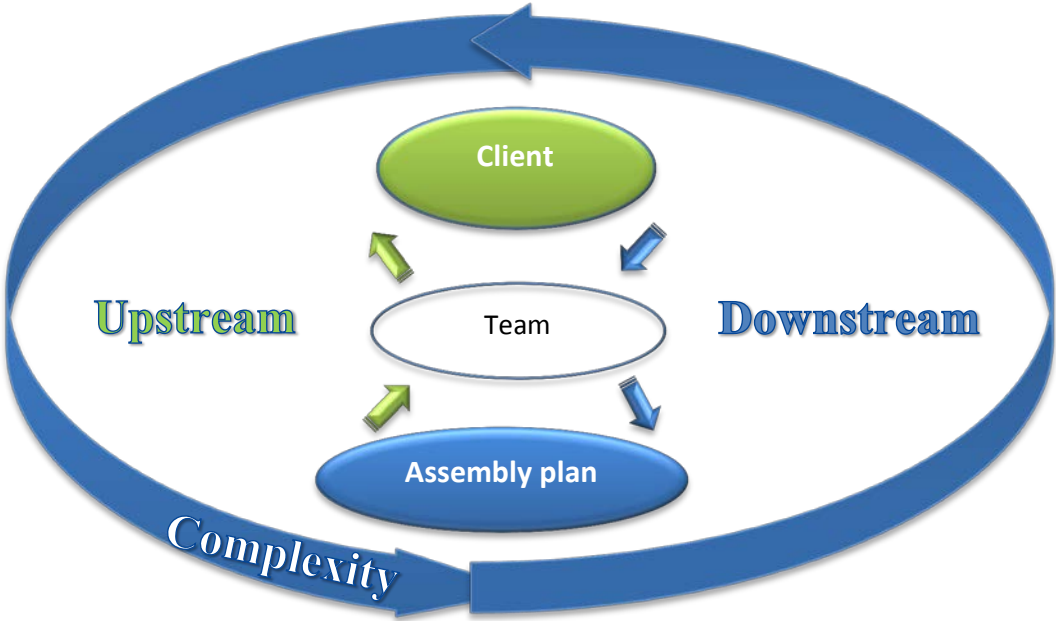 Client
Upstream
Team
Downstream
Assembly plan
Complexity